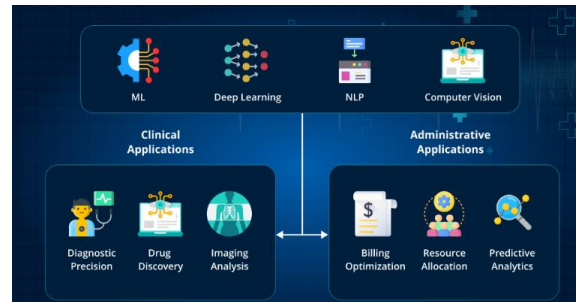 ML
Deep Learning
NLP
Computer Vision
Clinical
Applications
Administrative
Applications
Diagnostic
Precision
Drug
Discovery
Imaging
Analysis
$
Billing
Optimization
Resource
Allocation
Predictive
Analytics